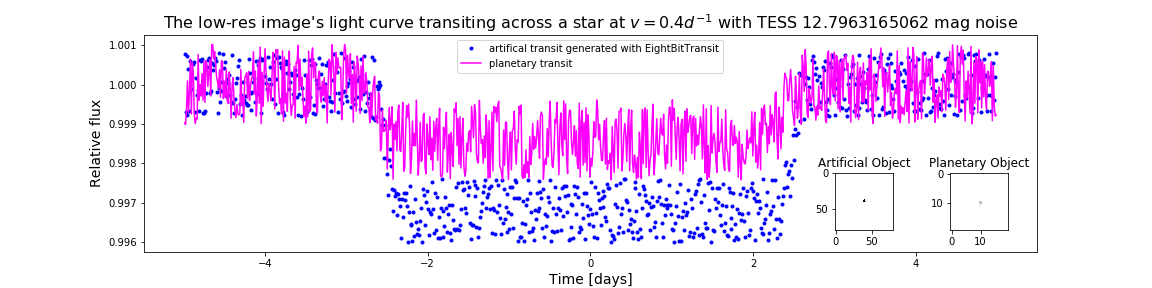 The low-res image's light curve transiting across a star at v = 0.4d⁻¹ with TESS 12.7963165062 mag noise
artifical transit generated with EightBitTransit
planetary transit
Relative flux
1.001
1.000
0.999
0.998
0.997
0.996
Artificial Object
0
50
0 50
Planetary Object
0
10
0 10
−4 −2 0 2 4
Time [days]